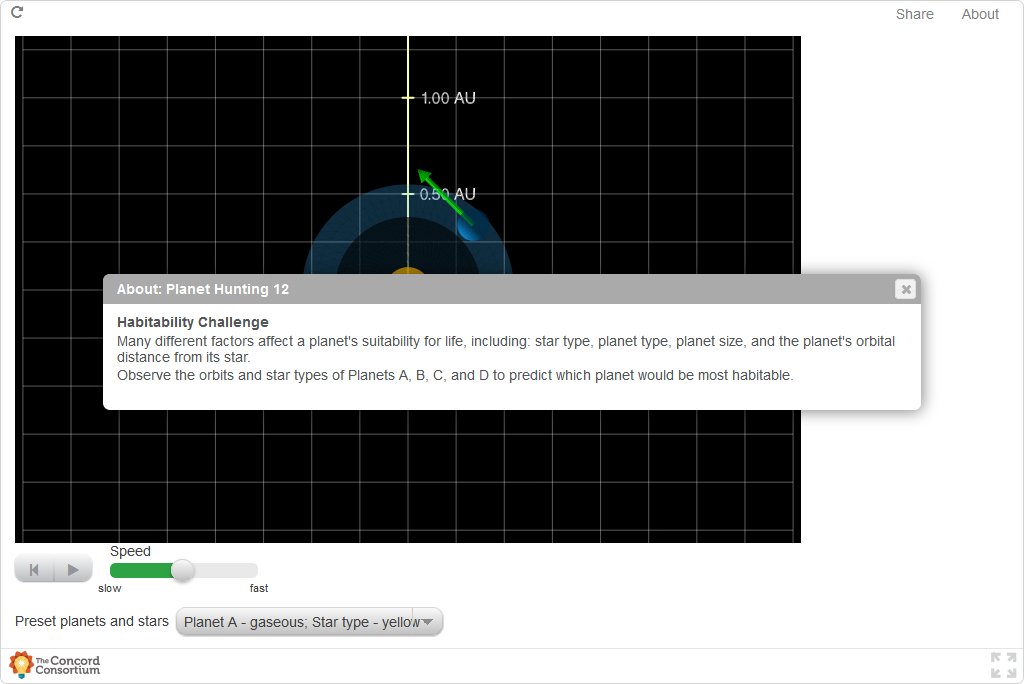 Share About
1.00 AU
0.50 AU
About: Planet Hunting 12
Habitability Challenge
Many different factors affect a planet's suitability for life, including: star type, planet type, planet size, and the planet's orbital
distance from its star.
Observe the orbits and star types of Planets A, B, C, and D to predict which planet would be most habitable.
Speed
slow fast
Preset planets and stars Planet A - gaseous; Star type - yellow
The Concord
Consortium